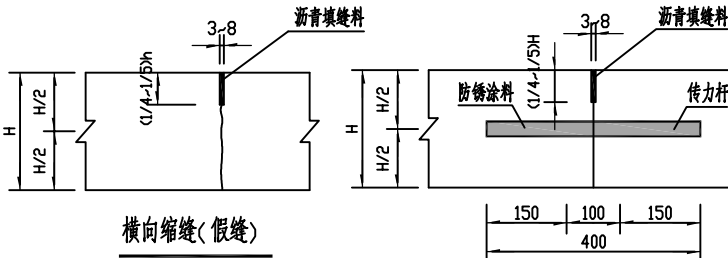 3~8
沥青填缝料
(1/4~1/5)h
H
H/2
H/2
横向缩缝(假缝)
3~8
沥青填缝料
(1/4~1/5)H
防锈涂料
传力杆
H
H/2
H/2
150
100
150
400